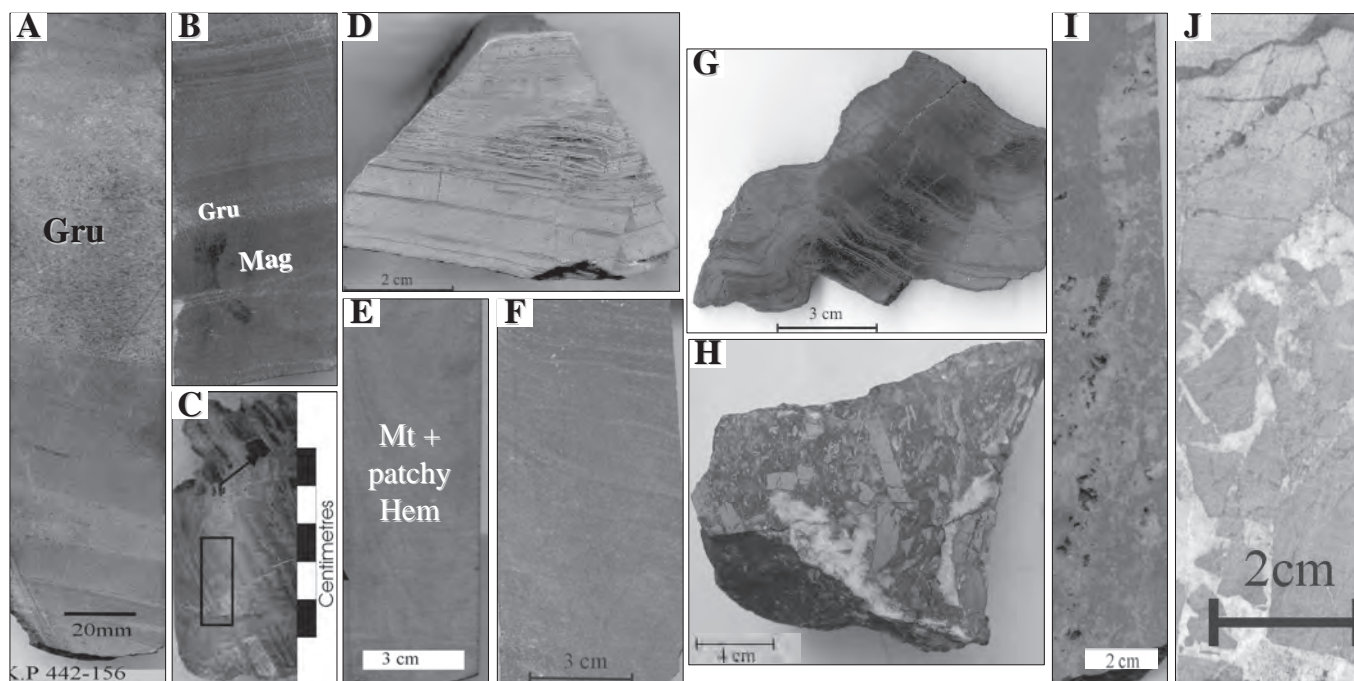 A
Gru
20mm
K.P 442-156
B
Gru
Mag
C
Centimetres
D
2 cm
E
Mt +
patchy
Hem
3 cm
F
3 cm
G
3 cm
H
4 cm
I
2 cm
J
2cm